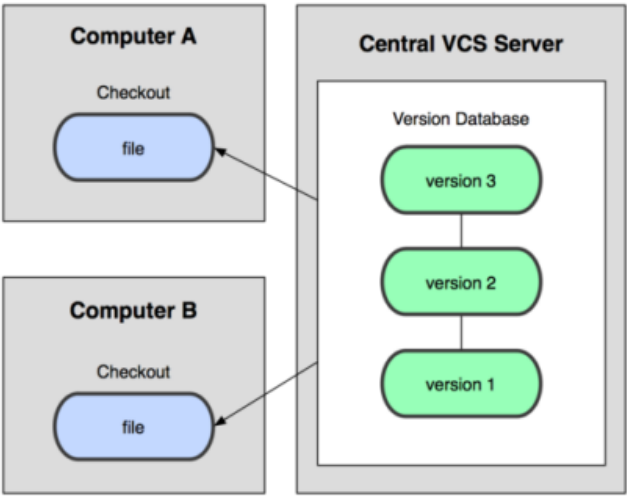 Computer A
Checkout
file
Computer B
Checkout
file
Central VCS Server
Version Database
version 3
version 2
version 1